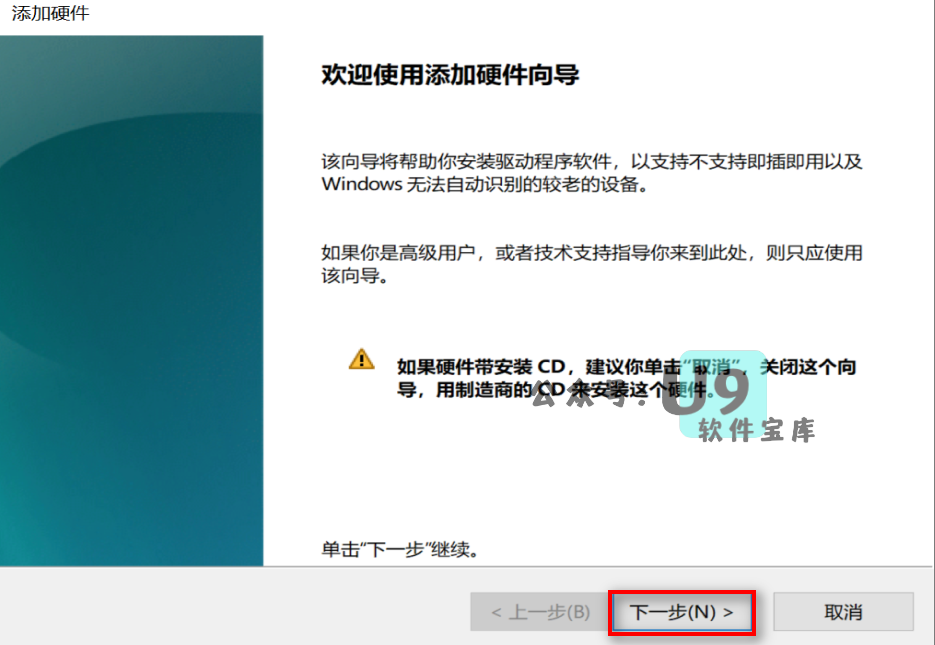 添加硬件
欢迎使用添加硬件向导
该向导将帮助你安装驱动程序软件，以支持不支持即插即用以及
Windows 无法自动识别的较老的设备。
如果你是高级用户，或者技术支持指导你来到此处，则只应使用
该向导。
如果硬件带安装 CD，建议你单击“取消”，关闭这个向
导，用制造商的 CD 来安装这个硬件。
公众号：U9
软件宝库
单击“下一步”继续。
< 上一步(B) 下一步(N) > 取消